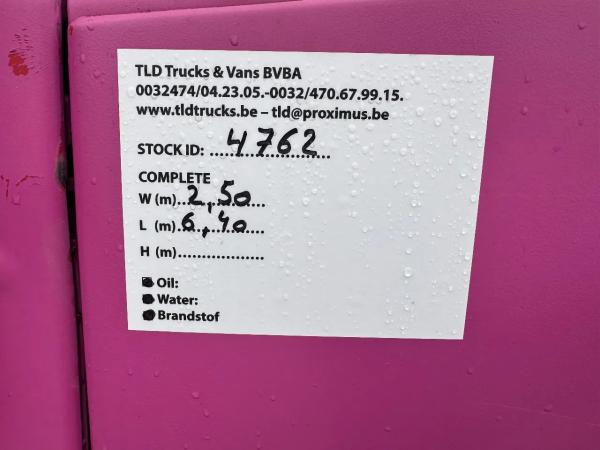 TLD Trucks & Vans BVBA
0032474/04.23.05.-0032/470.67.99.15.
www.tldtrucks.be – tld@proximus.be
STOCK ID: 4762
COMPLETE
W (m)...2,50...
L (m)..6,40...
H (m)....................
Oil:
Water:
Brandstof